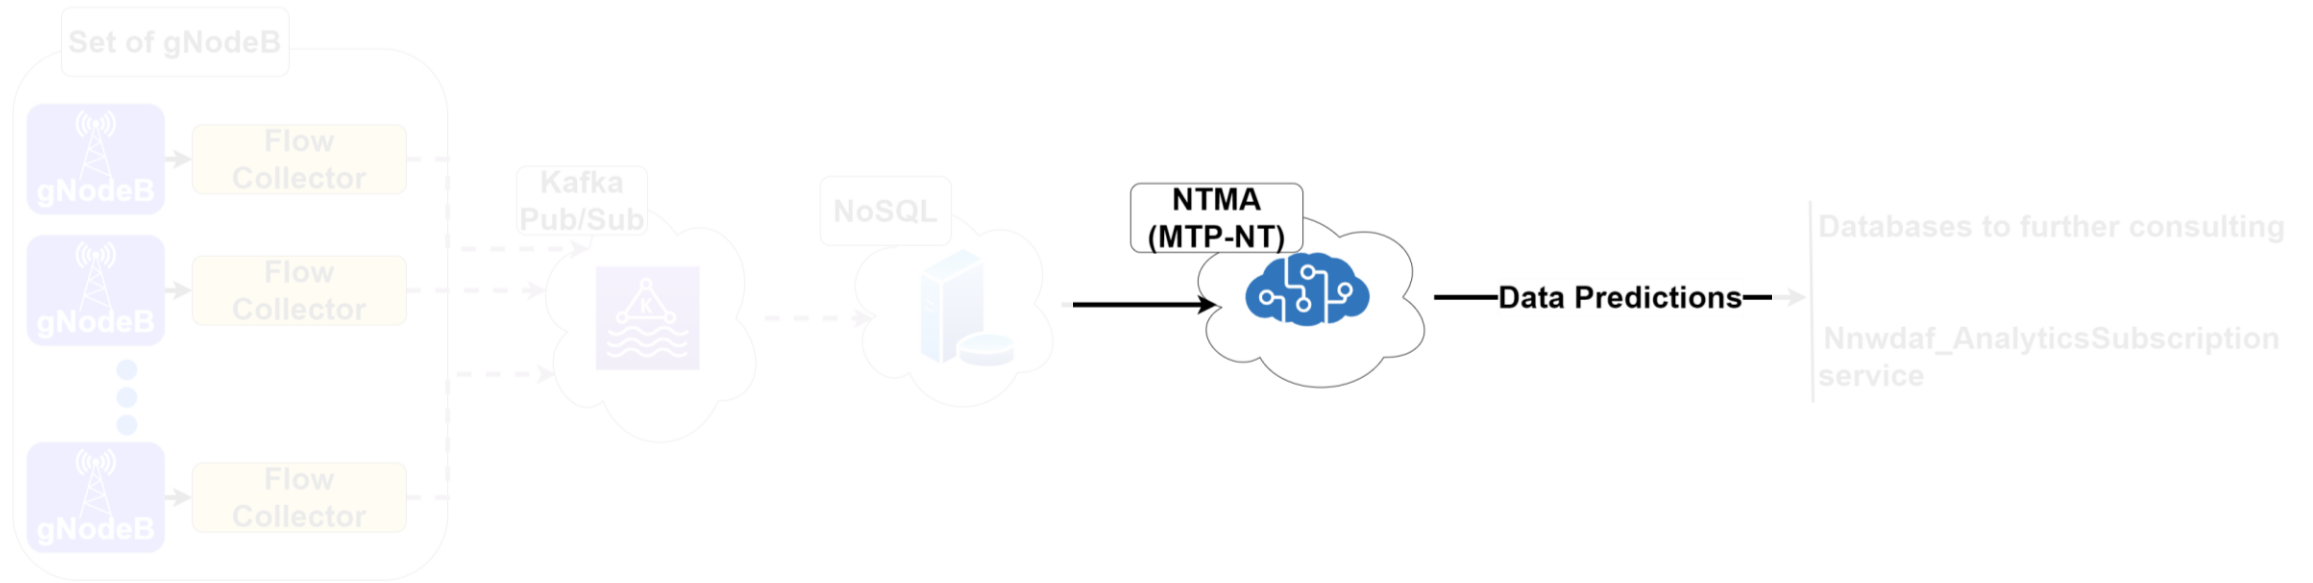 Set of gNodeB
gNodeB
Flow
Collector
gNodeB
Flow
Collector
gNodeB
Flow
Collector
Kafka
Pub/Sub
K
NoSQL
NTMA
(MTP-NT)
Data Predictions
Databases to further consulting
Nnwdaf_AnalyticsSubscription
service